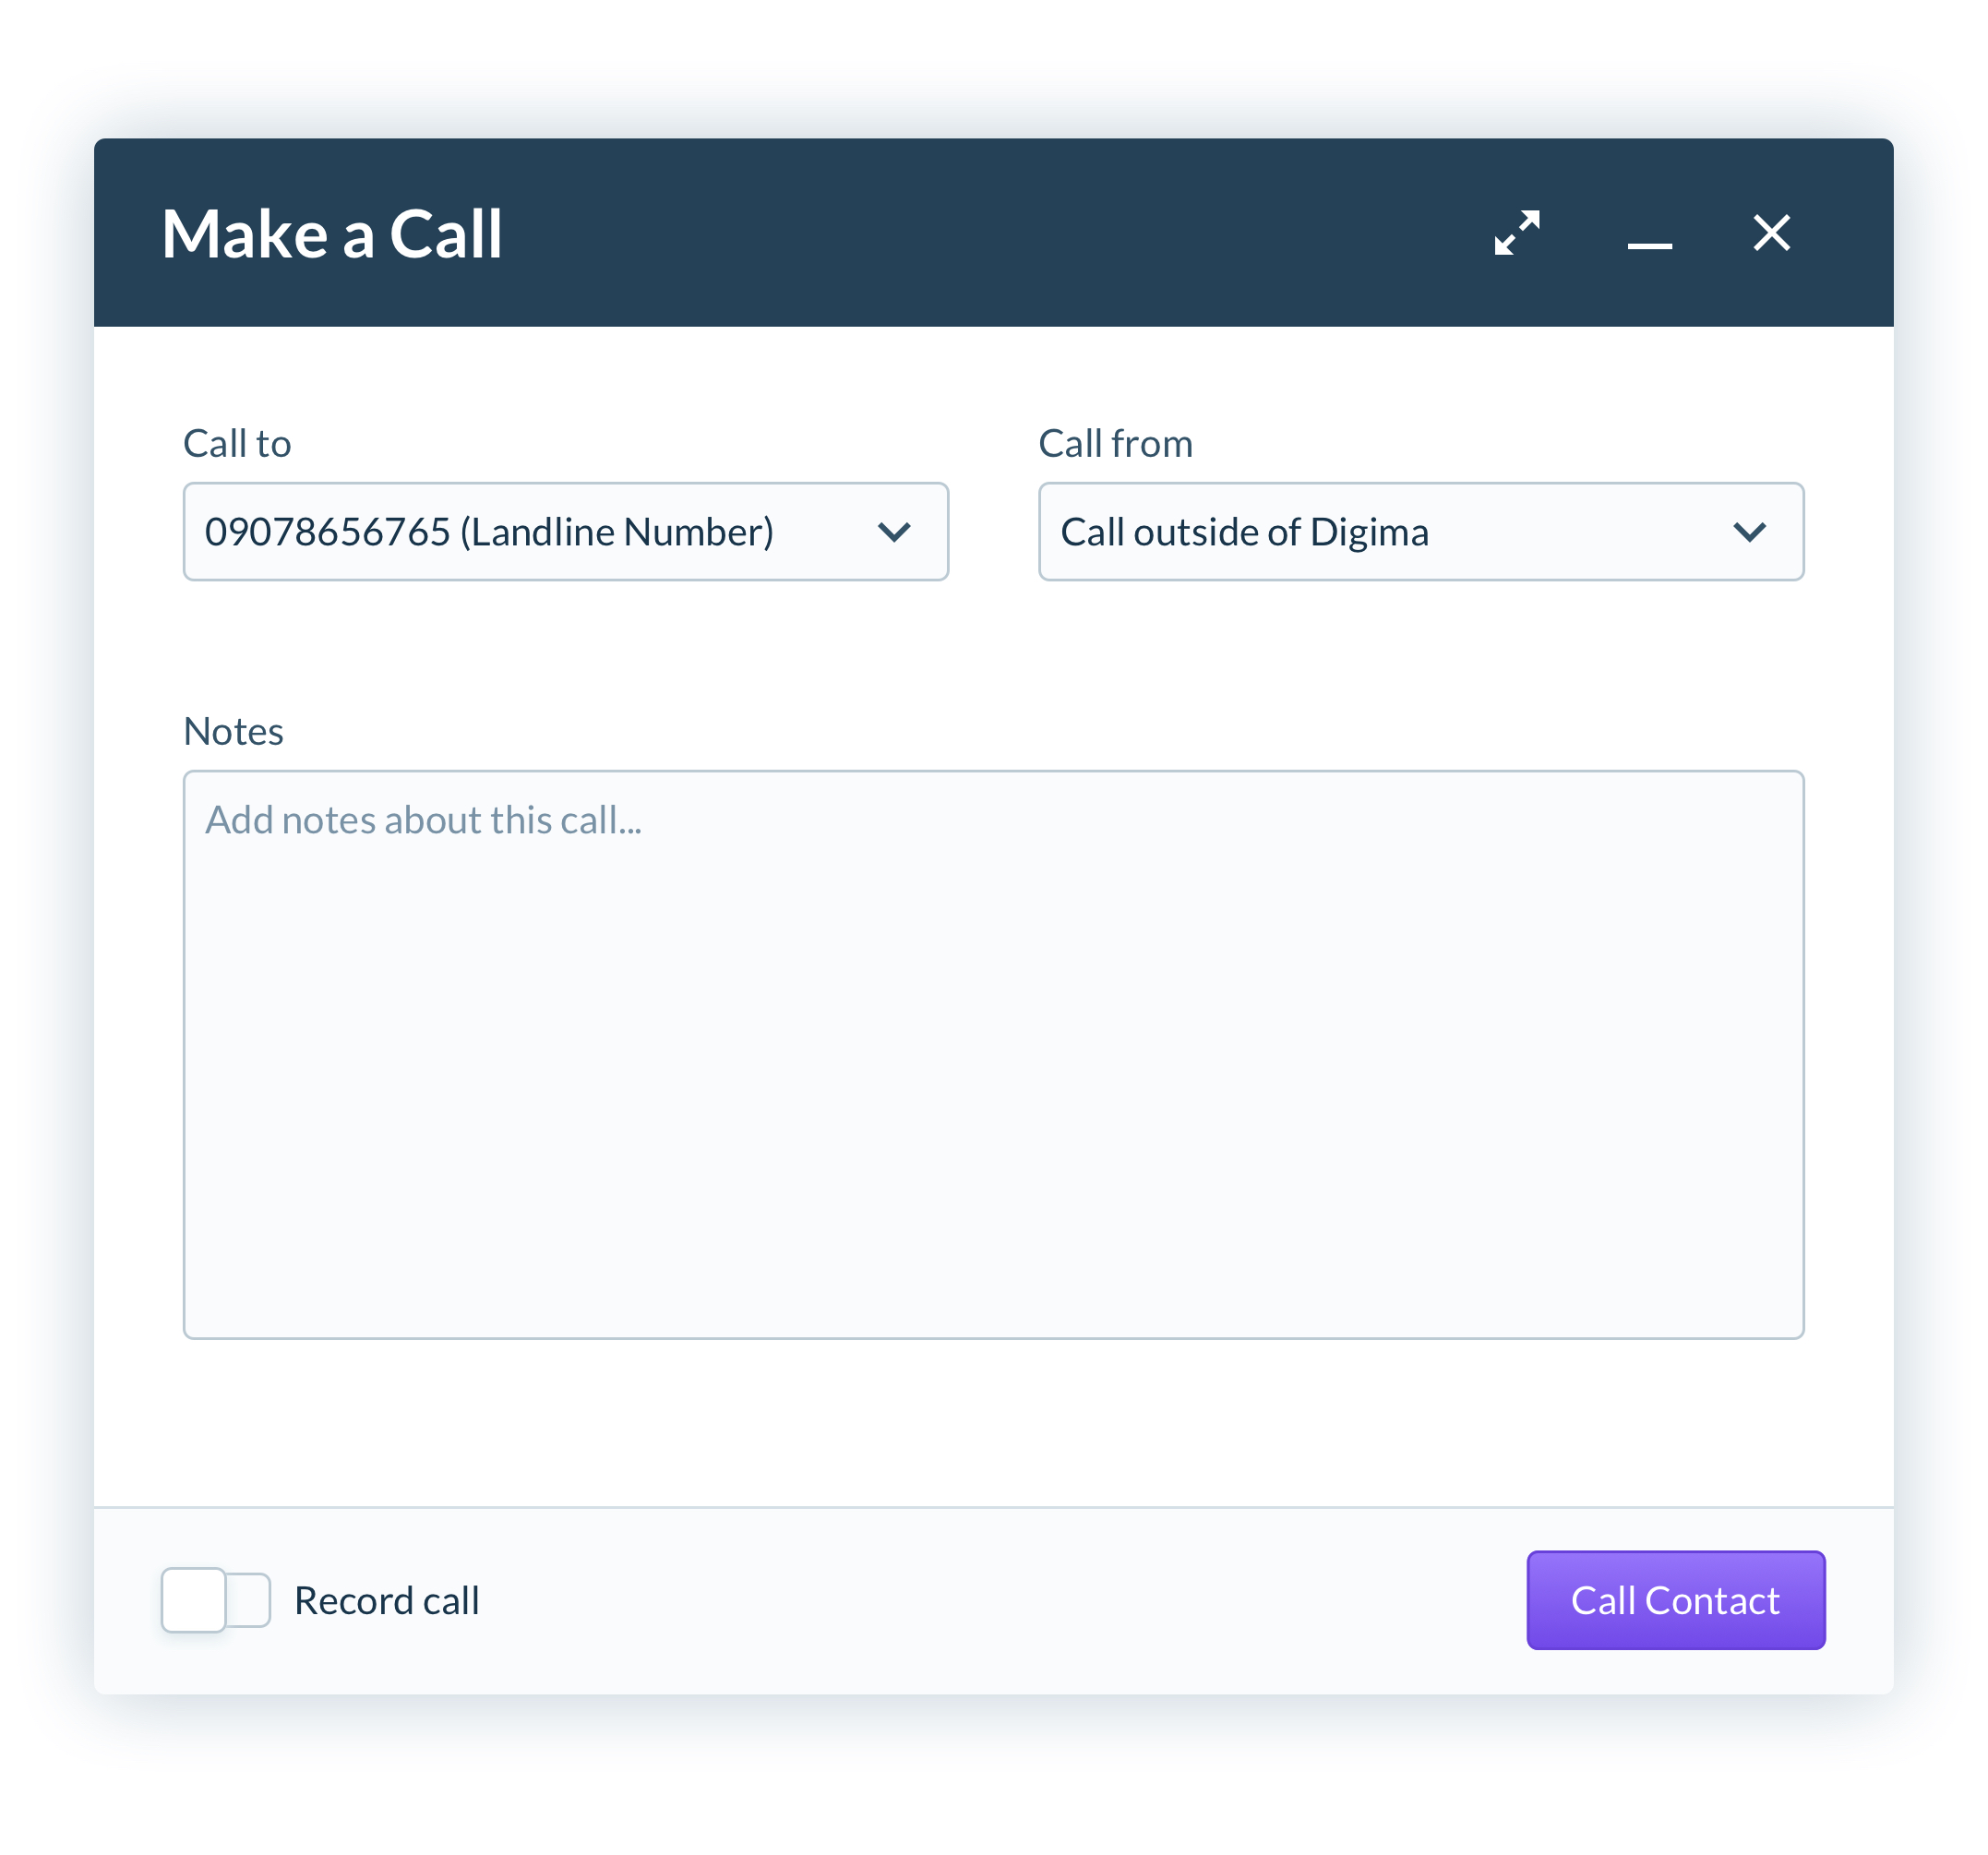 Make a Call
Call to
Call from
09078656765 (Landline Number)
Call outside of Digima
Notes
Add notes about this call...
Record call
Call Contact